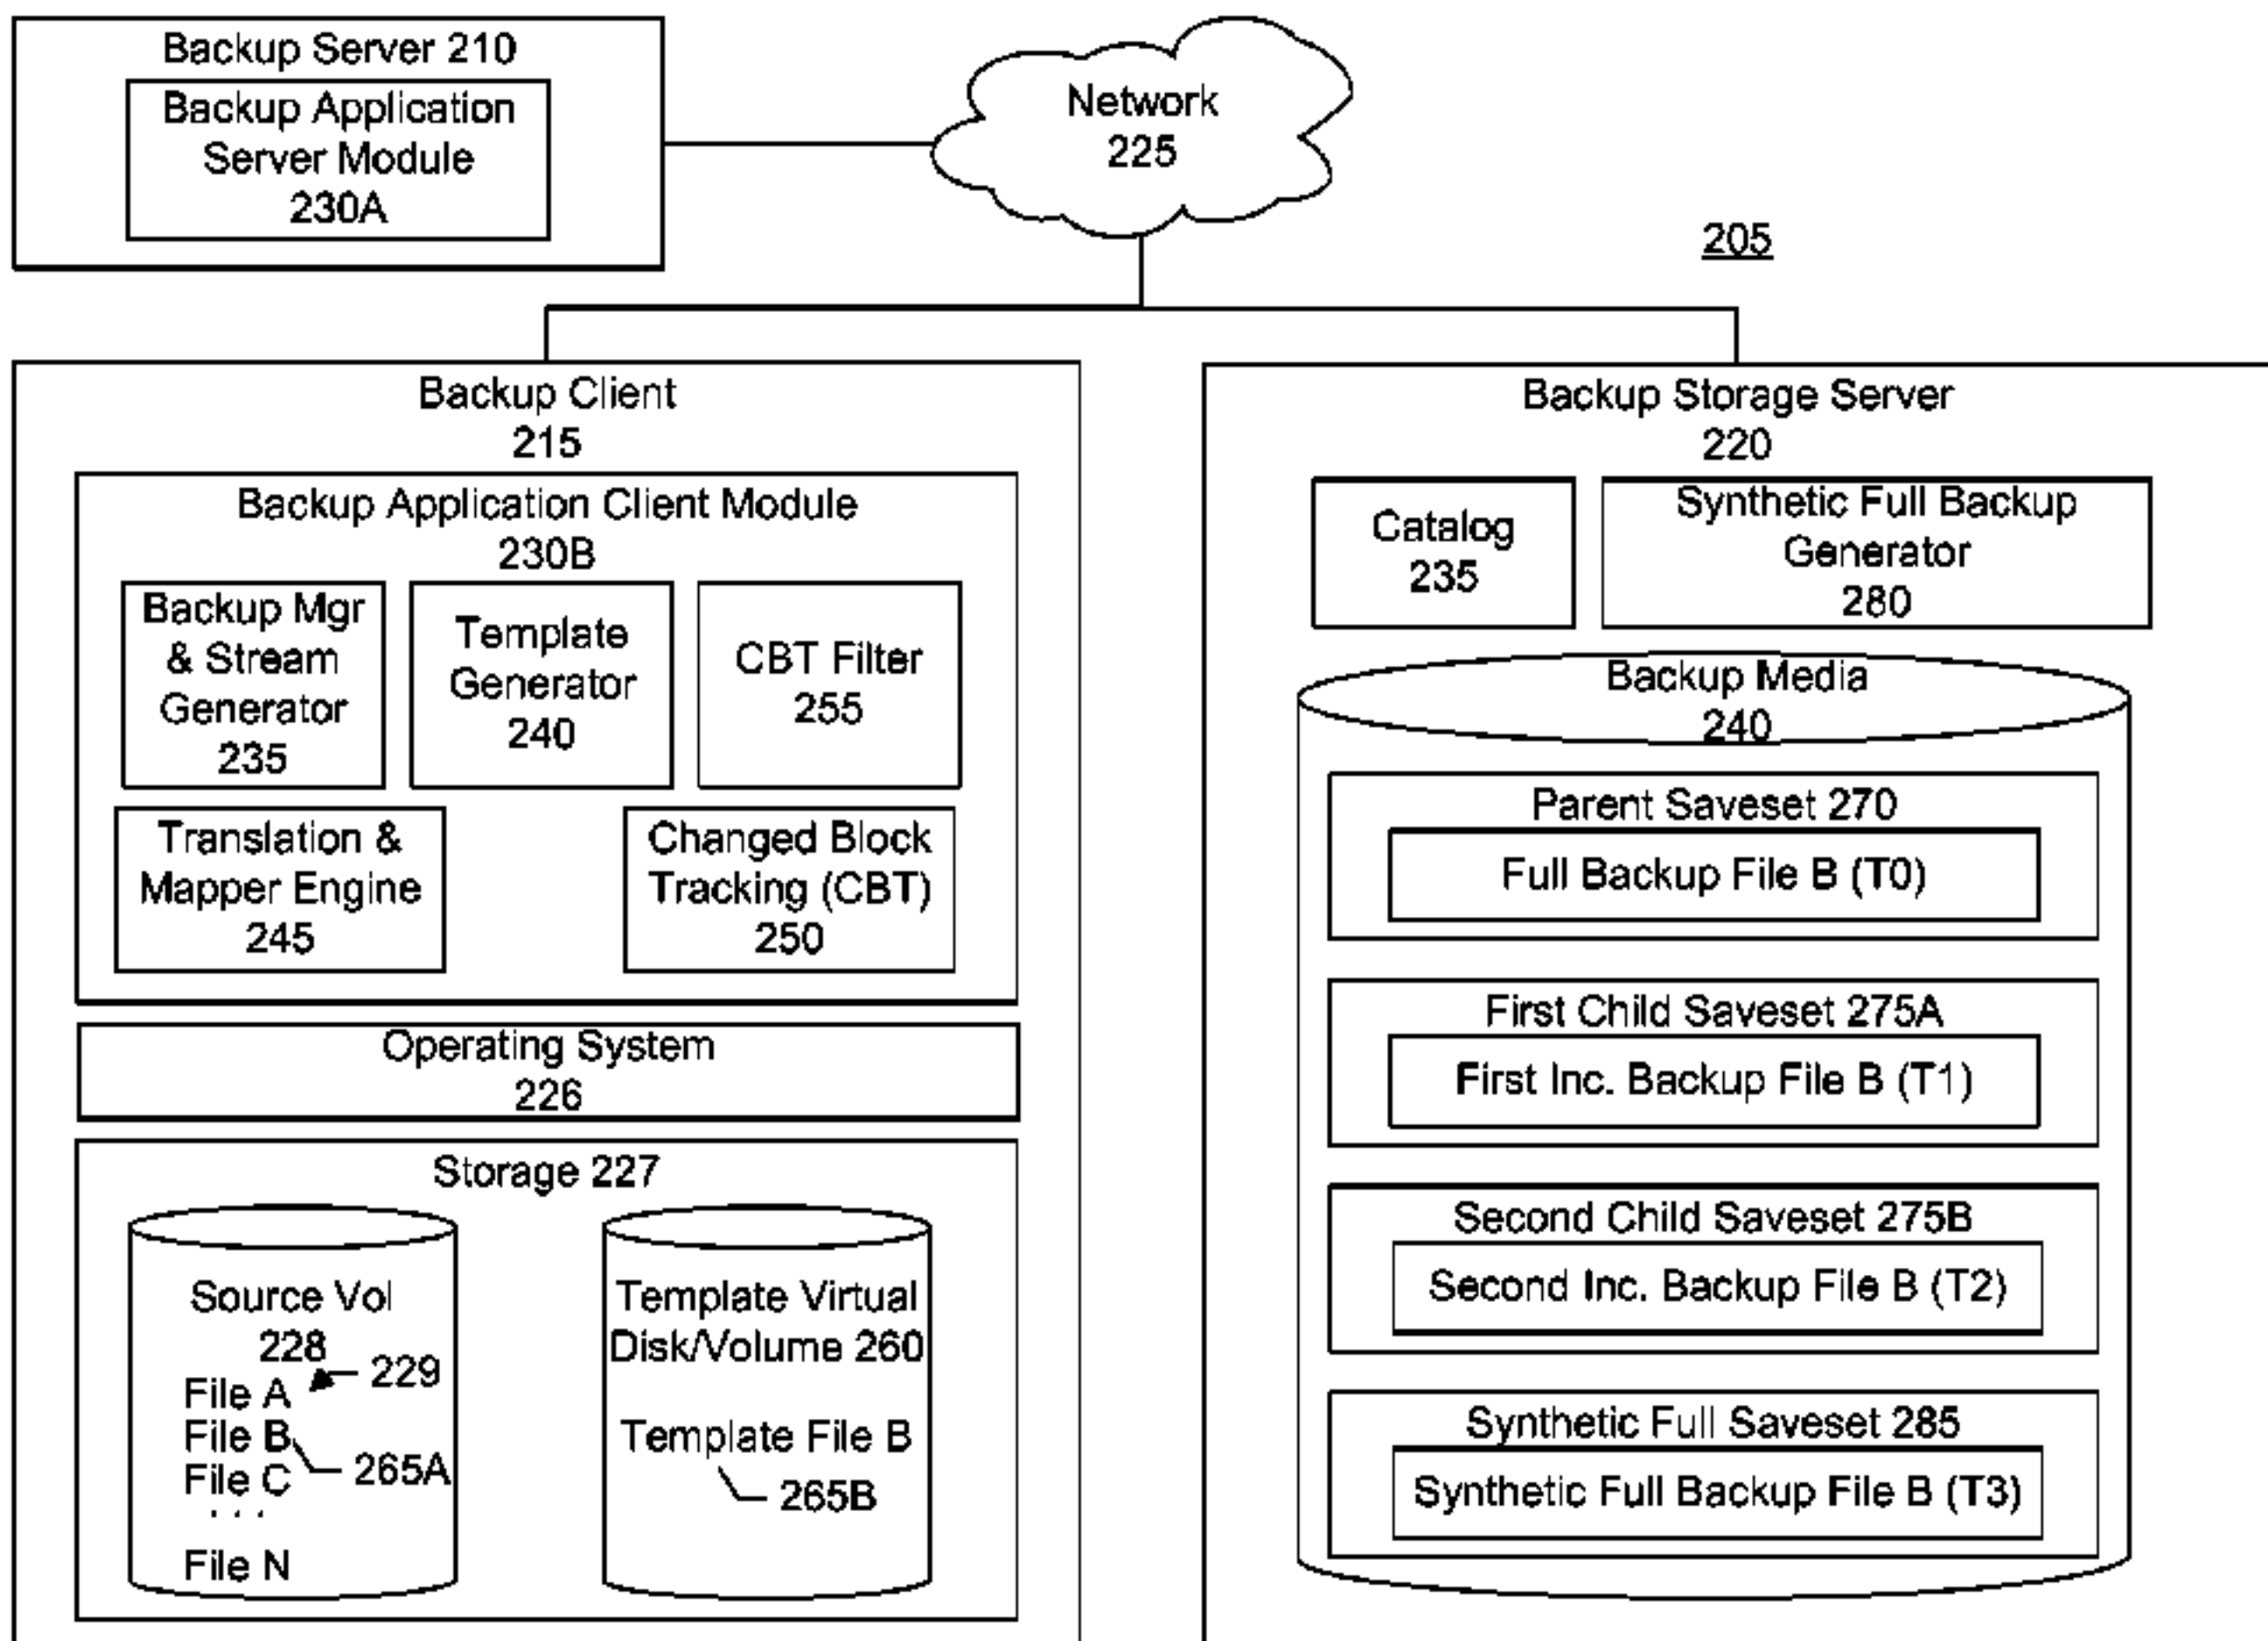 Backup Server 210
Backup Application
Server Module
230A
Network
225
205
Backup Client
215
Backup Application Client Module
230B
Backup Mgr
& Stream
Generator
235
Template
Generator
240
CBT Filter
255
Translation &
Mapper Engine
245
Changed Block
Tracking (CBT)
250
Operating System
226
Storage 227
Source Vol
228
229
File A
File B
265A
File C
. . .
File N
Template Virtual
Disk/Volume 260
Template File B
265B
Backup Storage Server
220
Catalog
235
Synthetic Full Backup
Generator
280
Backup Media
240
Parent Saveset 270
Full Backup File B (T0)
First Child Saveset 275A
First Inc. Backup File B (T1)
Second Child Saveset 275B
Second Inc. Backup File B (T2)
Synthetic Full Saveset 285
Synthetic Full Backup File B (T3)